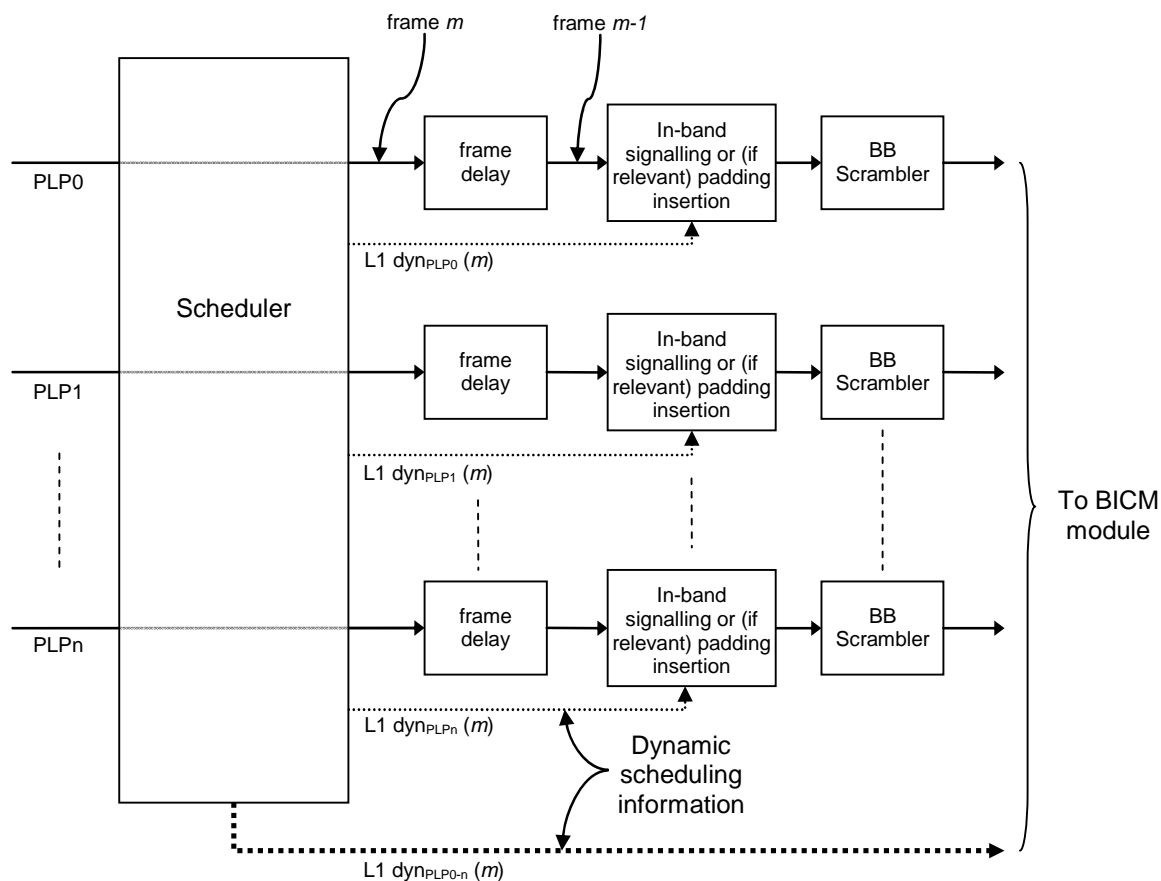 frame m
frame m-1
PLP0
frame
delay
In-band
signalling or (if
relevant) padding
insertion
BB
Scrambler
L1 dynPLP0 (m)
Scheduler
PLP1
frame
delay
In-band
signalling or (if
relevant) padding
insertion
BB
Scrambler
L1 dynPLP1 (m)
To BICM
module
PLPn
frame
delay
In-band
signalling or (if
relevant) padding
insertion
BB
Scrambler
L1 dynPLPn (m)
Dynamic
scheduling
information
L1 dynPLP0-n (m)